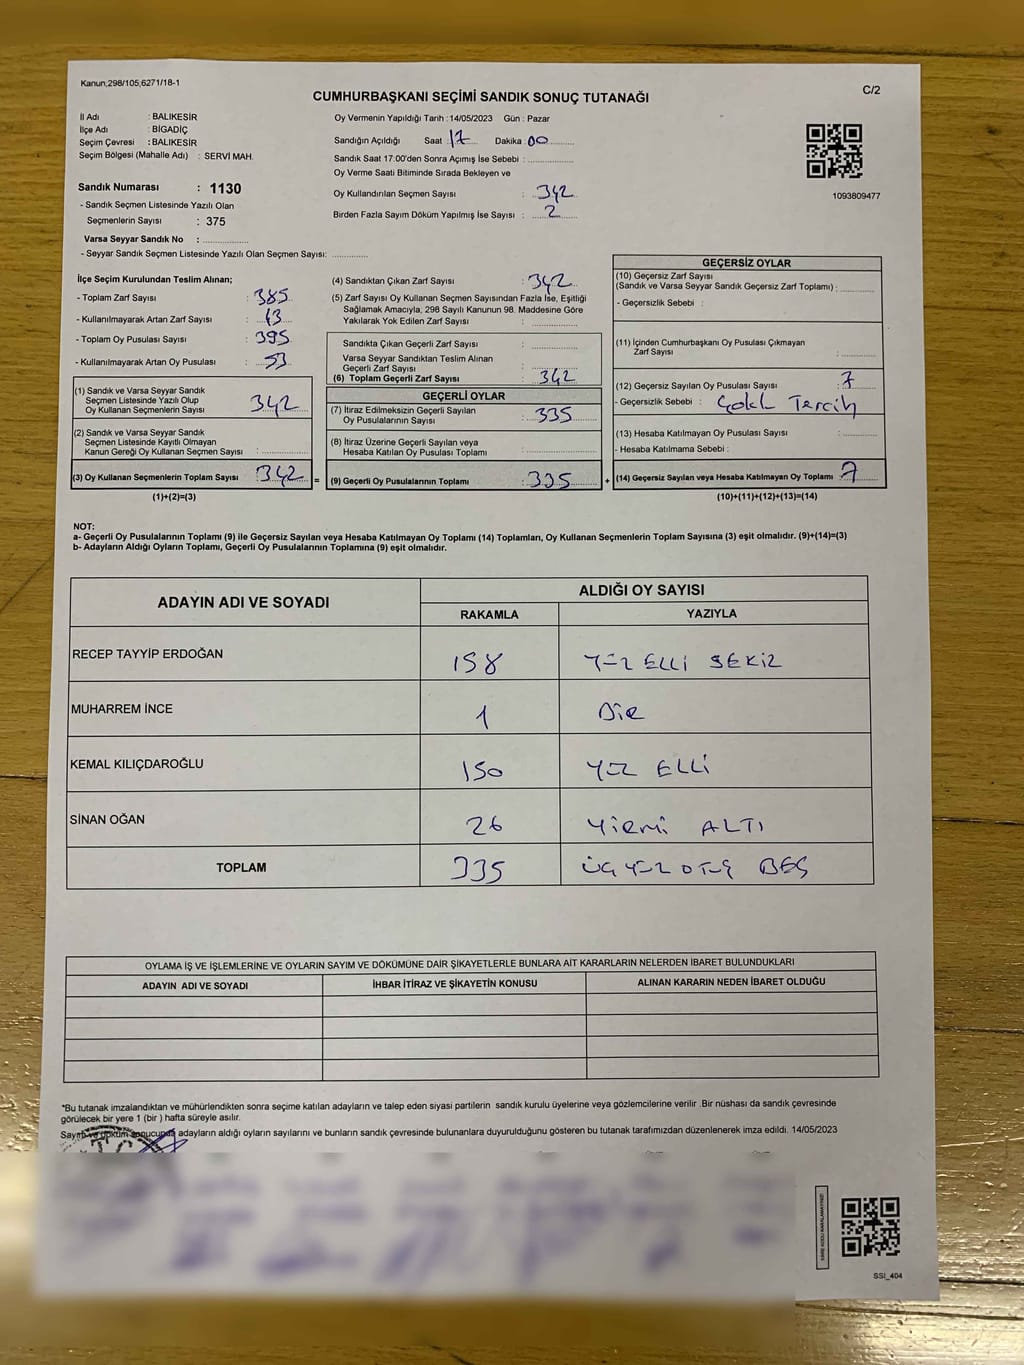 Kanun,298/105,6271/18-1
C/2
CUMHURBAŞKANI SEÇİMİ SANDIK SONUÇ TUTANAĞI
İl Adı : BALIKESİR
İlçe Adı : BİGADİÇ
Seçim Çevresi : BALIKESİR
Seçim Bölgesi (Mahalle Adı) : SERVİ MAH.
Sandık Numarası : 1130
- Sandık Seçmen Listesinde Yazılı Olan
Seçmenlerin Sayısı : 375
Varsa Seyyar Sandık No : ................
- Seyyar Sandık Seçmen Listesinde Yazılı Olan Seçmen Sayısı: .............
Oy Vermenin Yapıldığı Tarih : 14/05/2023 Gün : Pazar
Sandığın Açıldığı Saat 17 Dakika 00
Sandık Saat 17.00'den Sonra Açımış İse Sebebi : ................
Oy Verme Saati Bitiminde Sırada Bekleyen ve
Oy Kullandırılan Seçmen Sayısı : 342
Birden Fazla Sayım Döküm Yapılmış İse Sayısı : 2
1093809477
İlçe Seçim Kurulundan Teslim Alınan;
- Toplam Zarf Sayısı : 385
- Kullanılmayarak Artan Zarf Sayısı : 43
- Toplam Oy Pusulası Sayısı : 395
- Kullanılmayarak Artan Oy Pusulası : 53
(1) Sandık ve Varsa Seyyar Sandık
Seçmen Listesinde Yazılı Olup
Oy Kullanan Seçmenlerin Sayısı 342
(2) Sandık ve Varsa Seyyar Sandık
Seçmen Listesinde Kayıtlı Olmayan
Kanun Gereği Oy Kullanan Seçmen Sayısı : ................
(3) Oy Kullanan Seçmenlerin Toplam Sayısı 342 =
(1)+(2)=(3)
(4) Sandıktan Çıkan Zarf Sayısı : 342
(5) Zarf Sayısı Oy Kullanan Seçmen Sayısından Fazla İse, Eşitliği
Sağlamak Amacıyla; 298 Sayılı Kanunun 98. Maddesine Göre
Yakılarak Yok Edilen Zarf Sayısı : ................
Sandıkta Çıkan Geçerli Zarf Sayısı : ................
Varsa Seyyar Sandıktan Teslim Alınan
Geçerli Zarf Sayısı : ................
(6) Toplam Geçerli Zarf Sayısı : 342
GEÇERLİ OYLAR
(7) İtiraz Edilmeksizin Geçerli Sayılan
Oy Pusulalarının Sayısı : 335
(8) İtiraz Üzerine Geçerli Sayılan veya
Hesaba Katılan Oy Pusulası Toplamı : ................
(9) Geçerli Oy Pusulalarının Toplamı : 335 +
GEÇERSİZ OYLAR
(10) Geçersiz Zarf Sayısı
(Sandık ve Varsa Seyyar Sandık Geçersiz Zarf Toplamı) : .............
- Geçersizlik Sebebi :
(11) İçinden Cumhurbaşkanı Oy Pusulası Çıkmayan
Zarf Sayısı : .............
(12) Geçersiz Sayılan Oy Pusulası Sayısı : 7
- Geçersizlik Sebebi : Çoklu Tercih
(13) Hesaba Katılmayan Oy Pusulası Sayısı : .............
- Hesaba Katılmama Sebebi :
(14) Geçersiz Sayılan veya Hesaba Katılmayan Oy Toplamı : 7
(10)+(11)+(12)+(13)=(14)
NOT:
a- Geçerli Oy Pusulalarının Toplamı (9) ile Geçersiz Sayılan veya Hesaba Katılmayan Oy Toplamı (14) Toplamları, Oy Kullanan Seçmenlerin Toplam Sayısına (3) eşit olmalıdır. (9)+(14)=(3)
b- Adayların Aldığı Oyların Toplamı, Geçerli Oy Pusulalarının Toplamına (9) eşit olmalıdır.
ADAYIN ADI VE SOYADI ALDIĞI OY SAYISI
RAKAMLA YAZIYLA
RECEP TAYYİP ERDOĞAN 158 YÜZ ELLİ SEKİZ
MUHARREM İNCE 1 BİR
KEMAL KILIÇDAROĞLU 150 YÜZ ELLİ
SİNAN OĞAN 26 YİRMİ ALTI
TOPLAM 335 ÜÇ YÜZ OTUZ BEŞ
OYLAMA İŞ VE İŞLEMLERİNE VE OYLARIN SAYIM VE DÖKÜMÜNE DAİR ŞİKAYETLERLE BUNLARA AİT KARARLARIN NELERDEN İBARET BULUNDUKLARI
ADAYIN ADI VE SOYADI İHBAR İTİRAZ VE ŞİKAYETİN KONUSU ALINAN KARARIN NEDEN İBARET OLDUĞU
*Bu tutanak imzalandıktan ve mühürlendikten sonra seçime katılan adayların ve talep eden siyasi partilerin sandık kurulu üyelerine veya gözlemcilerine verilir .Bir nüshası da sandık çevresinde
görülecek bir yere 1 (bir ) hafta süreyle asılır.
Sayım ve döküm sonucunda adayların aldığı oyların sayılarını ve bunların sandık çevresinde bulunanlara duyurulduğunu gösteren bu tutanak tarafımızdan düzenlenerek imza edildi. 14/05/2023
T.C.
SSI_404